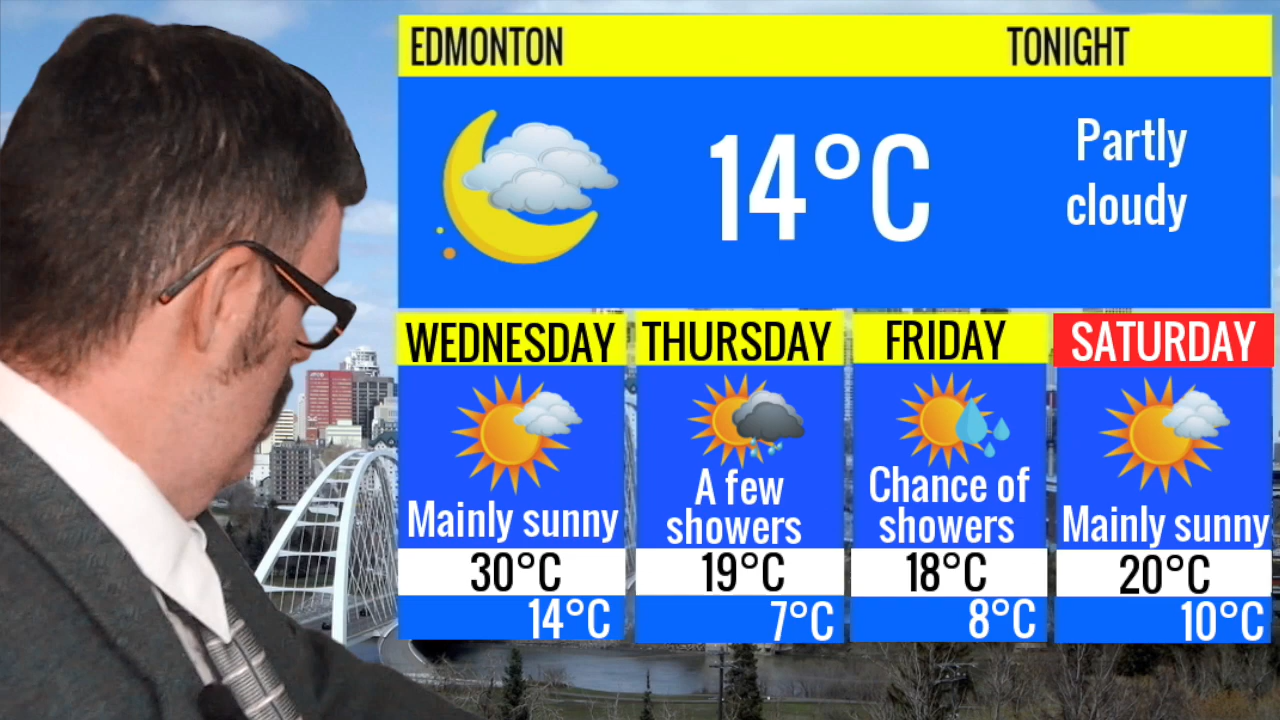 EDMONTON TONIGHT
14°C
Partly
cloudy
WEDNESDAY THURSDAY FRIDAY SATURDAY
Mainly sunny
A few
showers
Chance of
showers
Mainly sunny
30°C 19°C 18°C 20°C
14°C 7°C 8°C 10°C